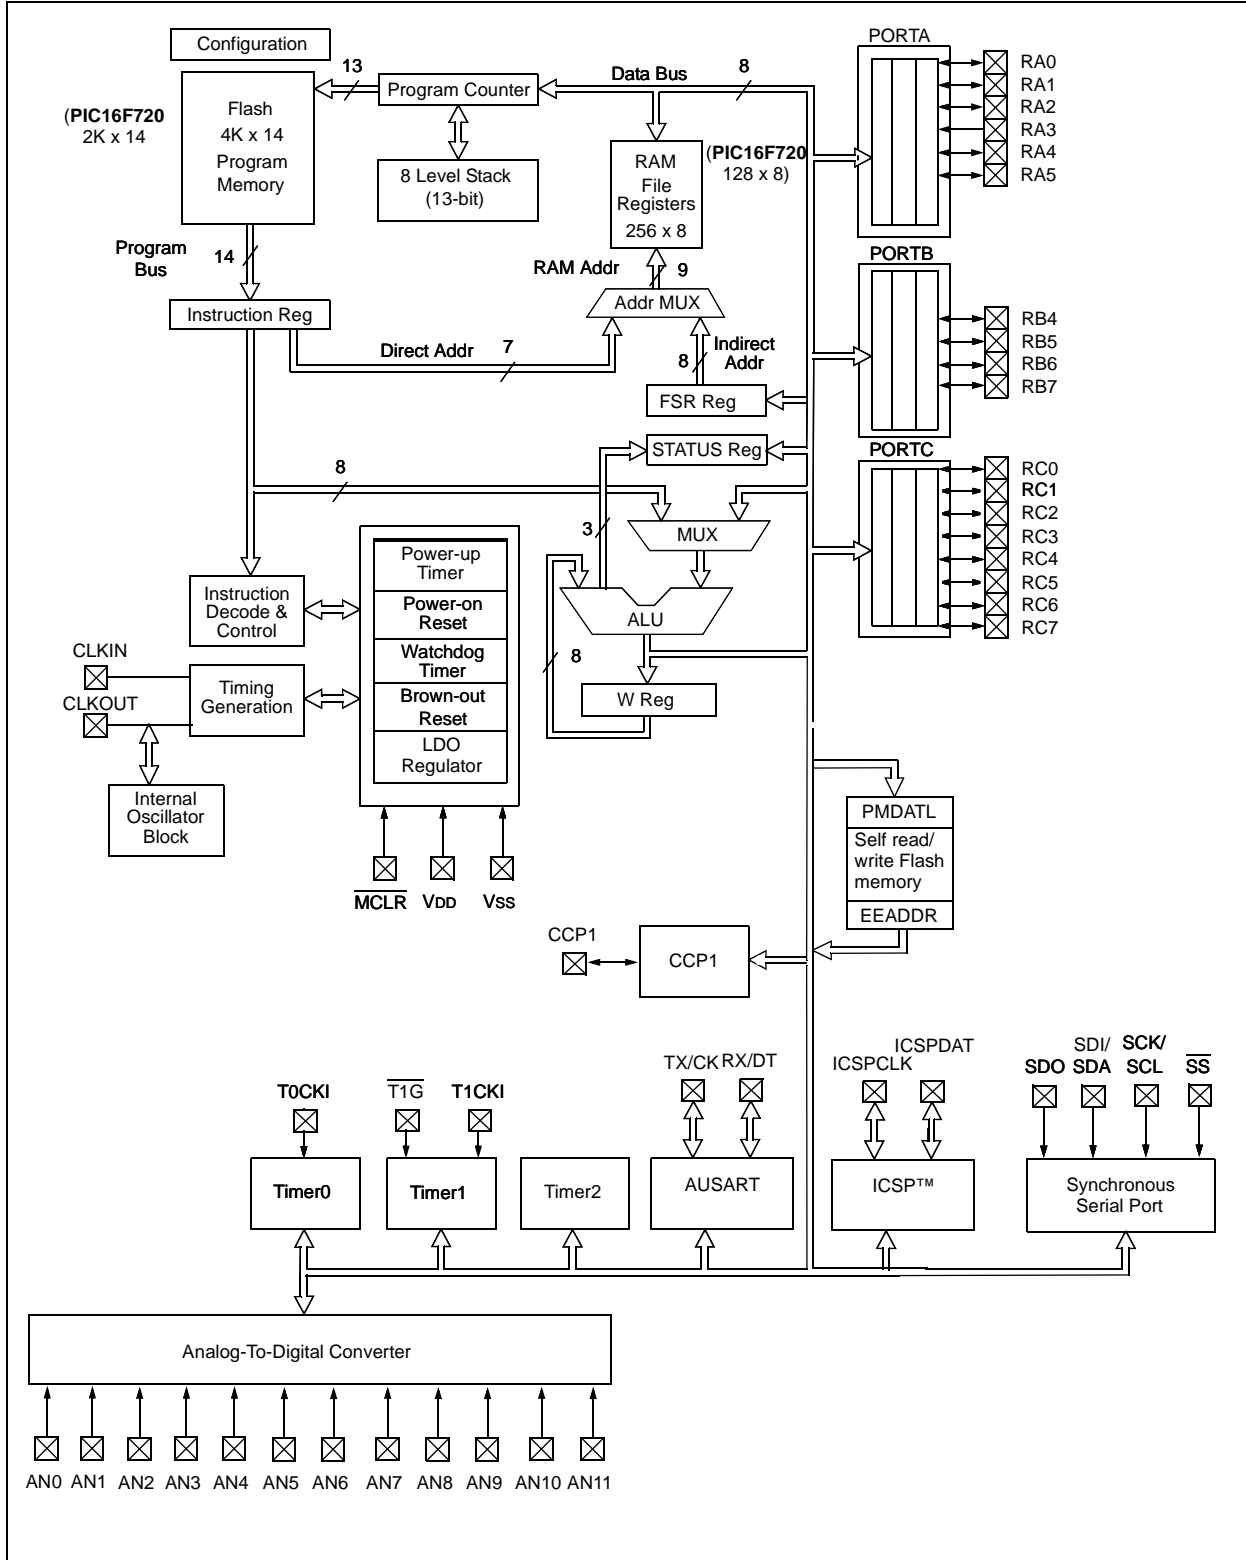 Configuration
PORTA
13
Data Bus
8
Program Counter
Flash
4K x 14
Program
Memory
(PIC16F720
2K x 14
RA0
RA1
RA2
RA3
RA4
RA5
8 Level Stack
(13-bit)
RAM
File
Registers
256 x 8
(PIC16F720
128 x 8)
Program
Bus
14
RAM Addr
9
PORTB
Addr MUX
Instruction Reg
RB4
RB5
RB6
RB7
Direct Addr
7
8
Indirect
Addr
FSR Reg
STATUS Reg
PORTC
8
3
MUX
RC0
RC1
RC2
RC3
RC4
RC5
RC6
RC7
Power-up
Timer
Power-on
Reset
Watchdog
Timer
Brown-out
Reset
LDO
Regulator
Instruction
Decode &
Control
ALU
8
W Reg
CLKIN
CLKOUT
Timing
Generation
Internal
Oscillator
Block
MCLR
VDD
VSS
PMDATL
Self read/
write Flash
memory
EEADDR
CCP1
CCP1
T0CKI
T1G
T1CKI
TX/CK
RX/DT
ICSPCLK
ICSPDAT
SDO
SDI/
SDA
SCK/
SCL
SS
Timer0
Timer1
Timer2
AUSART
ICSP™
Synchronous
Serial Port
Analog-To-Digital Converter
AN0
AN1
AN2
AN3
AN4
AN5
AN6
AN7
AN8
AN9
AN10
AN11